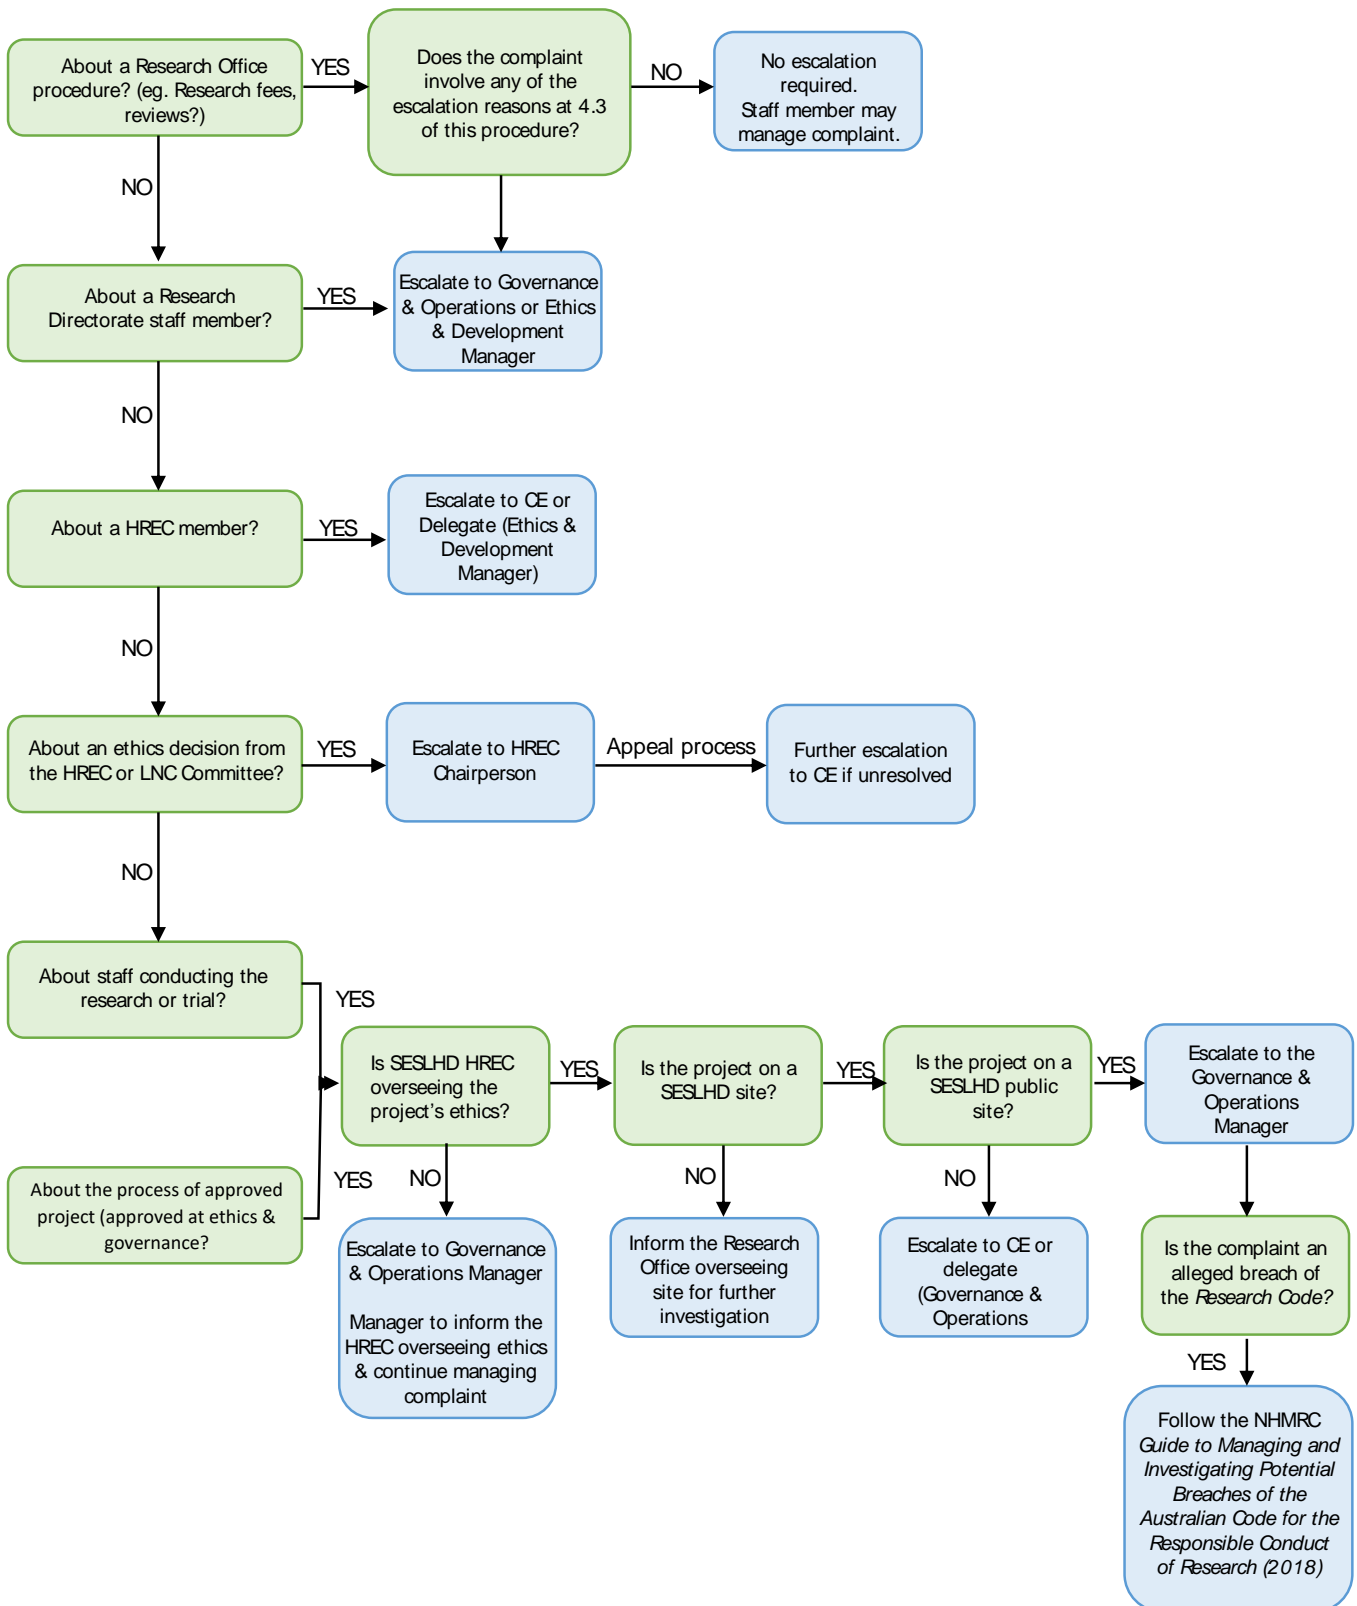 About a Research Office
procedure? (eg. Research fees,
reviews?)
YES
Does the complaint
involve any of the
escalation reasons at 4.3
of this procedure?
NO
No escalation
required.
Staff member may
manage complaint.
NO
About a Research
Directorate staff member?
YES
Escalate to Governance
& Operations or Ethics
& Development
Manager
NO
About a HREC member?
YES
Escalate to CE or
Delegate (Ethics &
Development
Manager)
NO
About an ethics decision from
the HREC or LNC Committee?
YES
Escalate to HREC
Chairperson
Appeal process
Further escalation
to CE if unresolved
NO
About staff conducting the
research or trial?
YES
About the process of approved
project (approved at ethics &
governance?
YES
Is SESLHD HREC
overseeing the
project's ethics?
YES
Is the project on a
SESLHD site?
YES
Is the project on a
SESLHD public
site?
YES
Escalate to the
Governance &
Operations
Manager
NO
Escalate to Governance
& Operations Manager
Manager to inform the
HREC overseeing ethics
& continue managing
complaint
NO
Inform the Research
Office overseeing
site for further
investigation
NO
Escalate to CE or
delegate
(Governance &
Operations
Is the complaint an
alleged breach of
the Research Code?
YES
Follow the NHMRC
Guide to Managing and
Investigating Potential
Breaches of the
Australian Code for the
Responsible Conduct
of Research (2018)